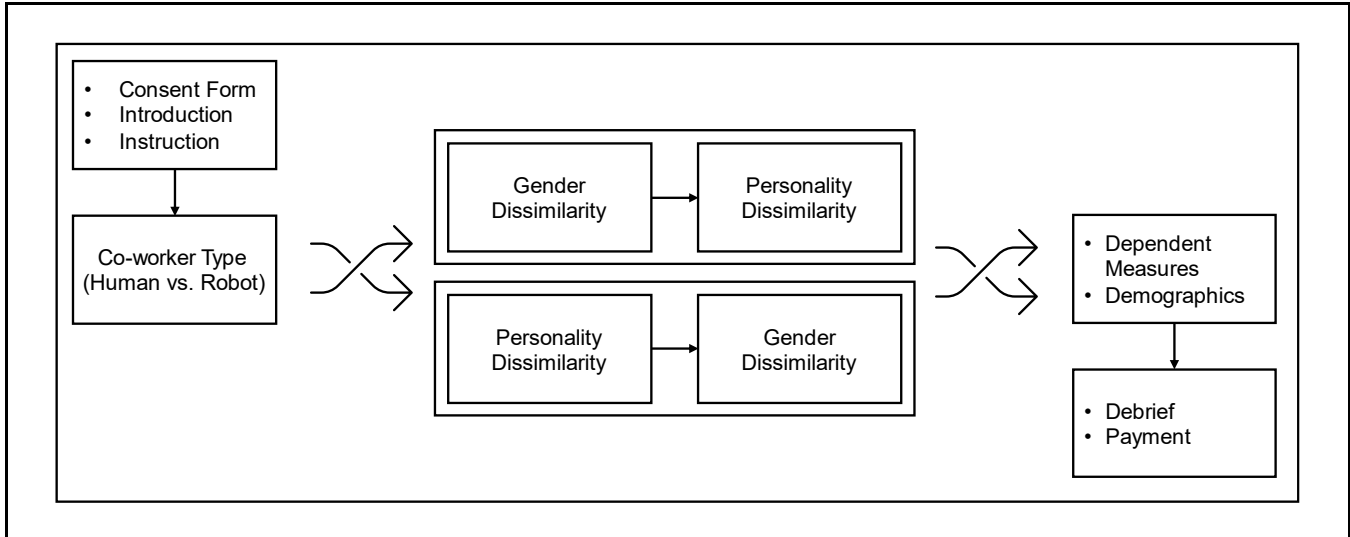 • Consent Form
• Introduction
• Instruction
Co-worker Type
(Human vs. Robot)
Gender
Dissimilarity
Personality
Dissimilarity
Personality
Dissimilarity
Gender
Dissimilarity
• Dependent
Measures
• Demographics
• Debrief
• Payment